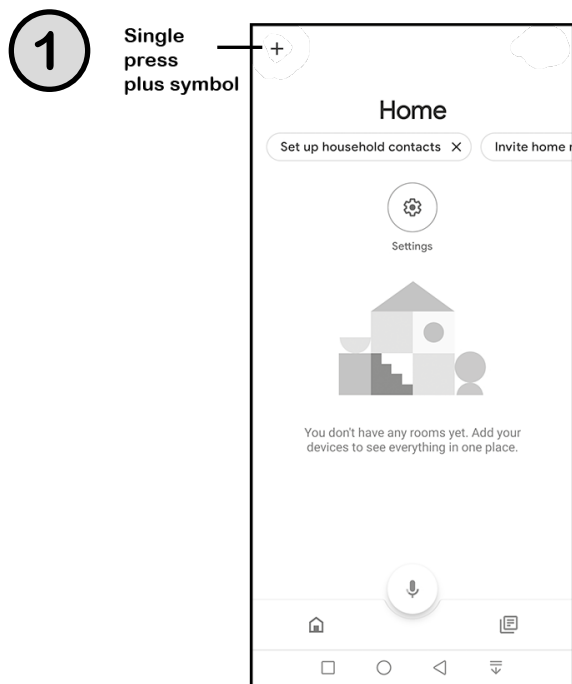 1
Single
press
plus symbol
+
Home
Set up household contacts X
Invite home
Settings
You don't have any rooms yet. Add your
devices to see everything in one place.